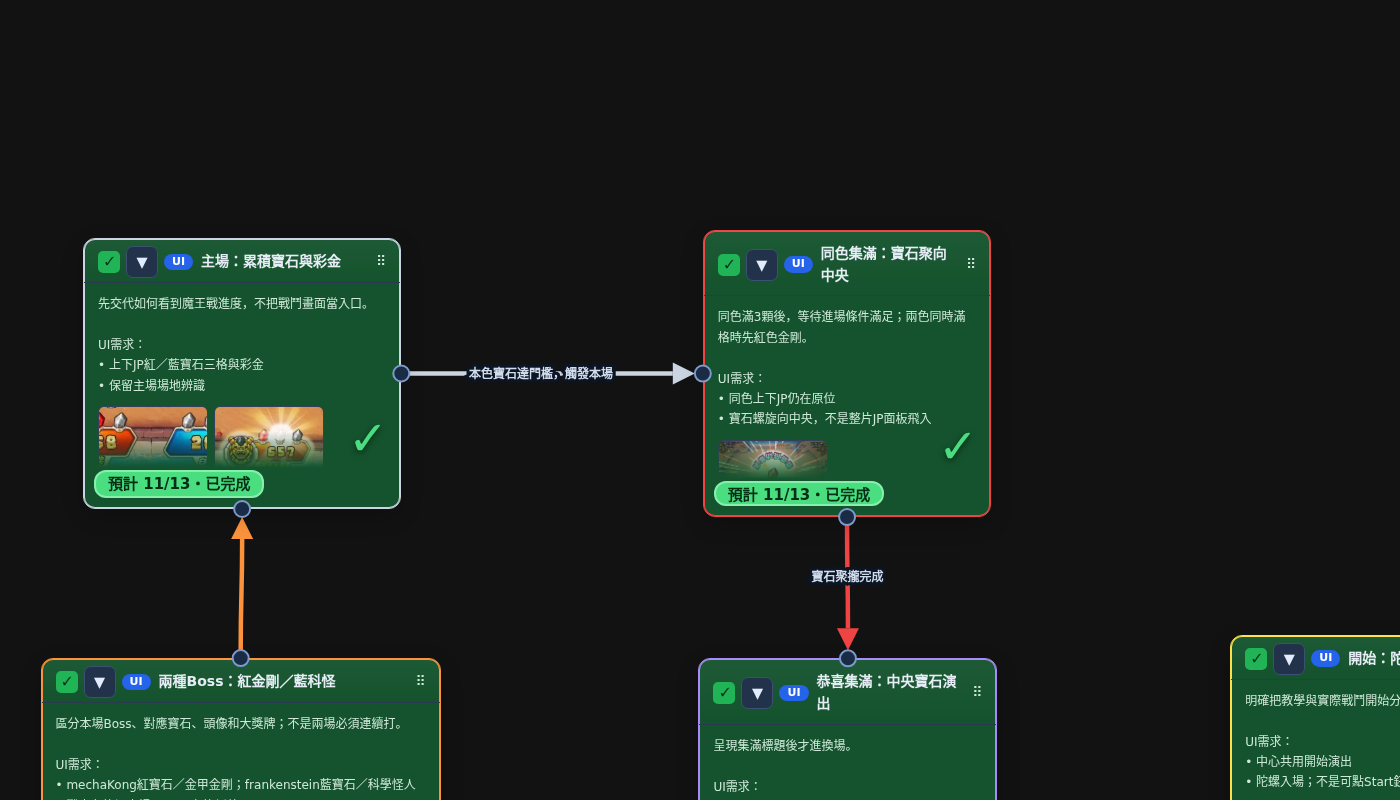 UI 主場：累積寶石與彩金
先交代如何看到魔王戰進度，不把戰鬥畫面當入口。
UI需求：
• 上下JP紅／藍寶石三格與彩金
• 保留主場場地辨識
557
預計 11/13・已完成
本色寶石達門檻，觸發本場
UI 同色集滿：寶石聚向
中央
同色滿3顆後，等待進場條件滿足；兩色同時滿
格時先紅色金剛。
UI需求：
• 同色上下JP仍在原位
• 寶石螺旋向中央，不是整片JP面板飛入
預計 11/13・已完成
寶石聚攏完成
UI 兩種Boss：紅金剛／藍科怪
區分本場Boss、對應寶石、頭像和大獎牌；不是兩場必須連續打。
UI需求：
• mechaKong紅寶石／金甲金剛；frankenstein藍寶石／科學怪人
UI 恭喜集滿：中央寶石演
出
呈現集滿標題後才進換場。
UI需求：
UI 開始：陀
明確把教學與實際戰鬥開始分
UI需求：
• 中心共用開始演出
• 陀螺入場；不是可點Start